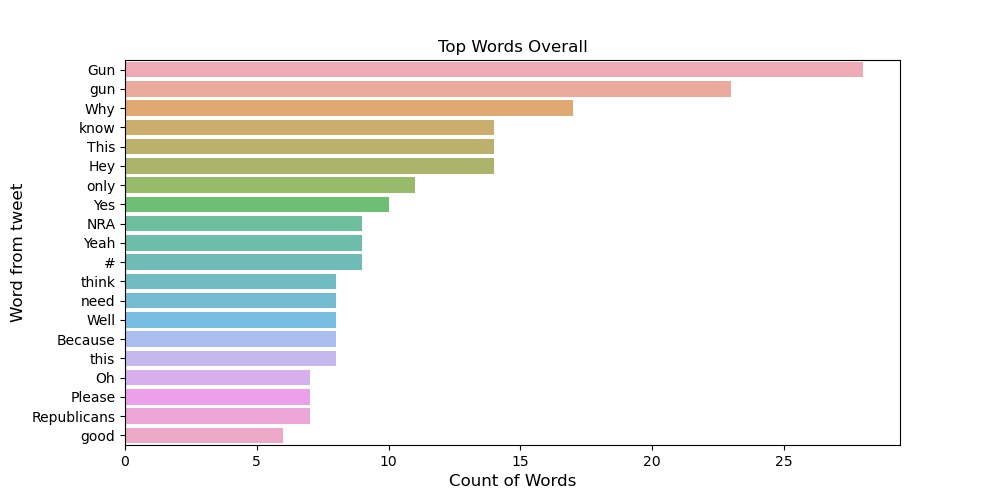 Top Words Overall
Word from tweet
Gun
gun
Why
know
This
Hey
only
Yes
NRA
Yeah
#
think
need
Well
Because
this
Oh
Please
Republicans
good
0 5 10 15 20 25
Count of Words